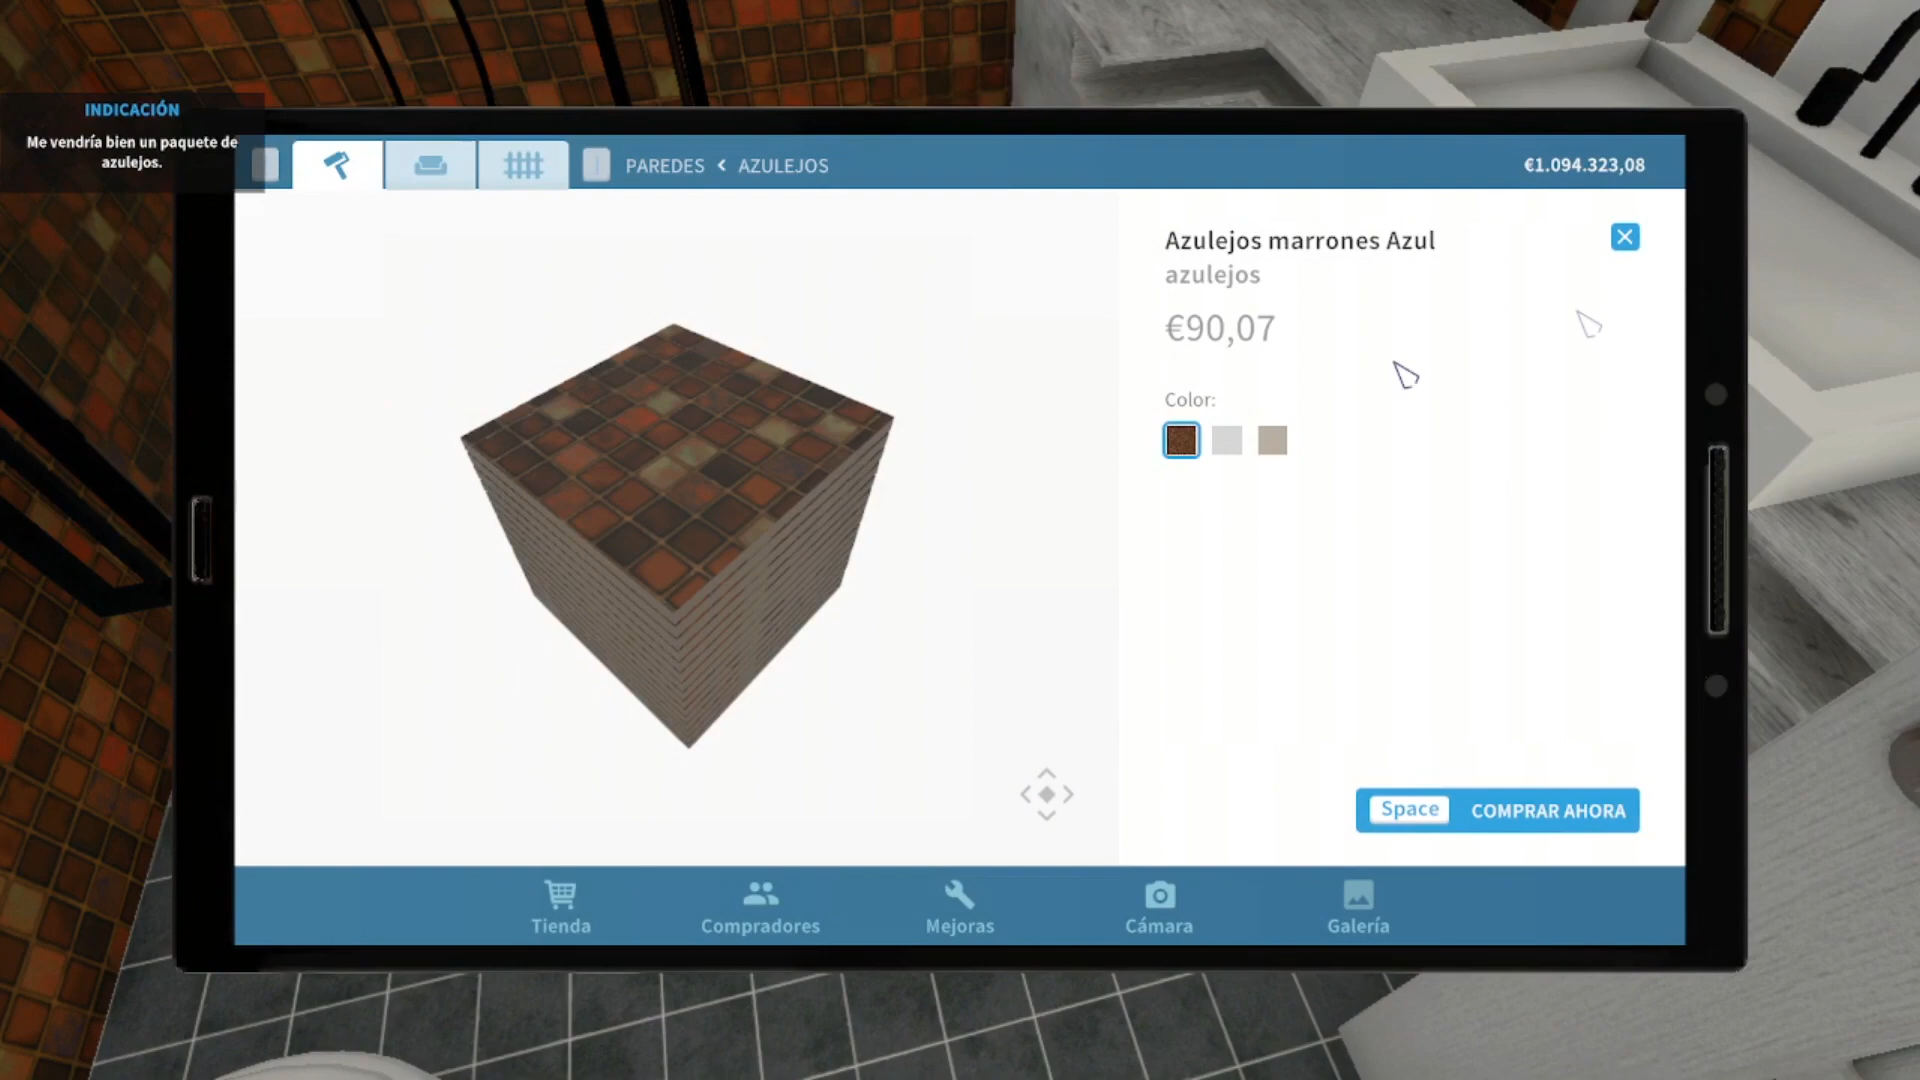 INDICACIÓN
Me vendría bien un paquete de
azulejos.
PAREDES < AZULEJOS
€1.094.323,08
Azulejos marrones Azul
azulejos
€90,07
Color:
Space COMPRAR AHORA
Tienda
Compradores
Mejoras
Cámara
Galería